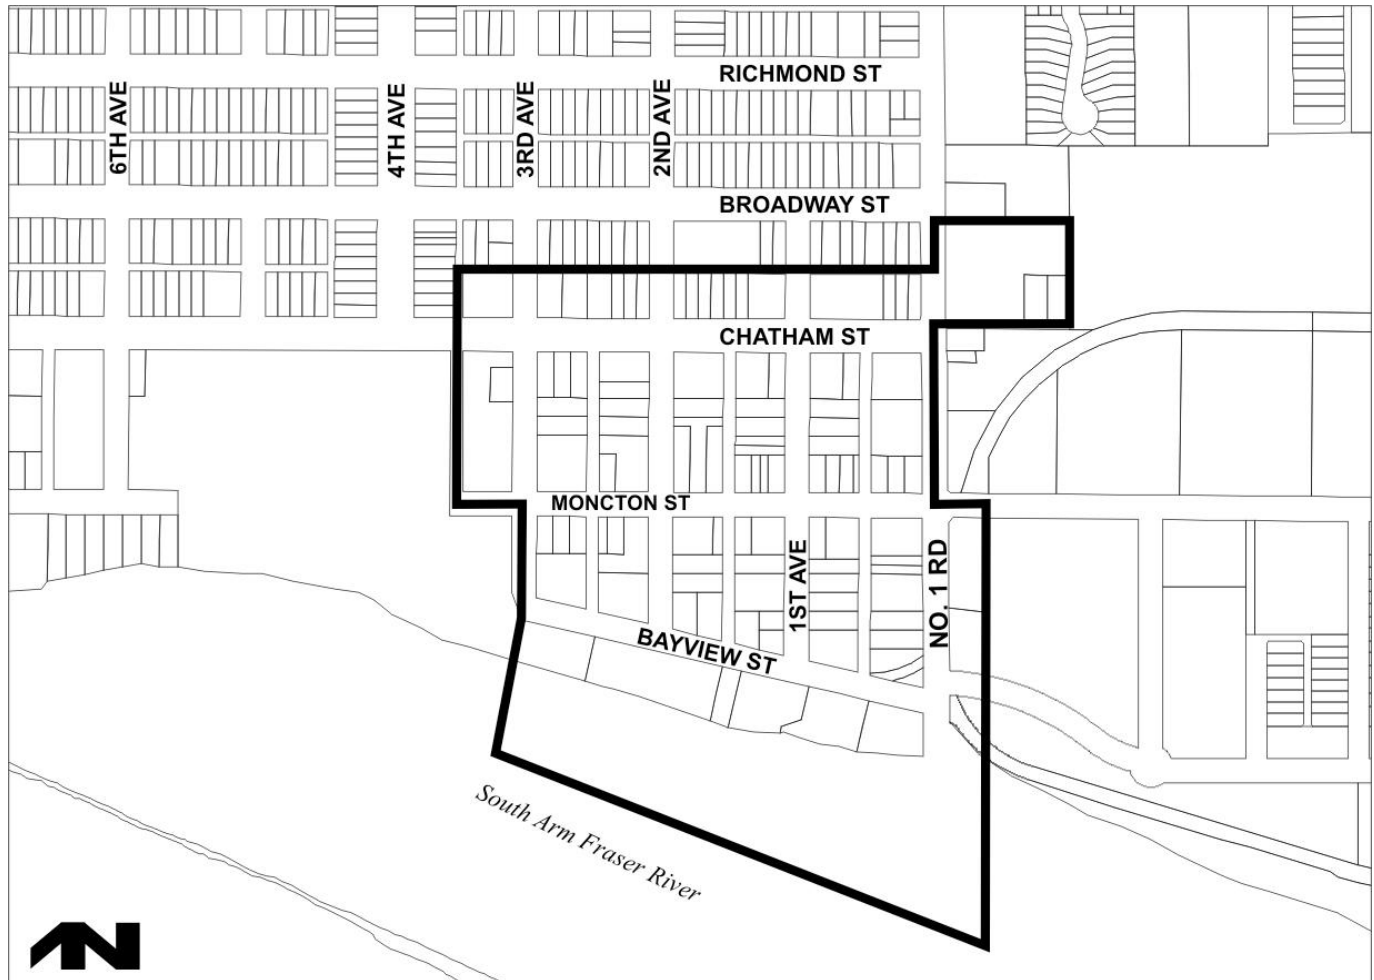 RICHMOND ST
6TH AVE
4TH AVE
3RD AVE
2ND AVE
BROADWAY ST
CHATHAM ST
MONCTON ST
1ST AVE
NO. 1 RD
BAYVIEW ST
South Arm Fraser River
N